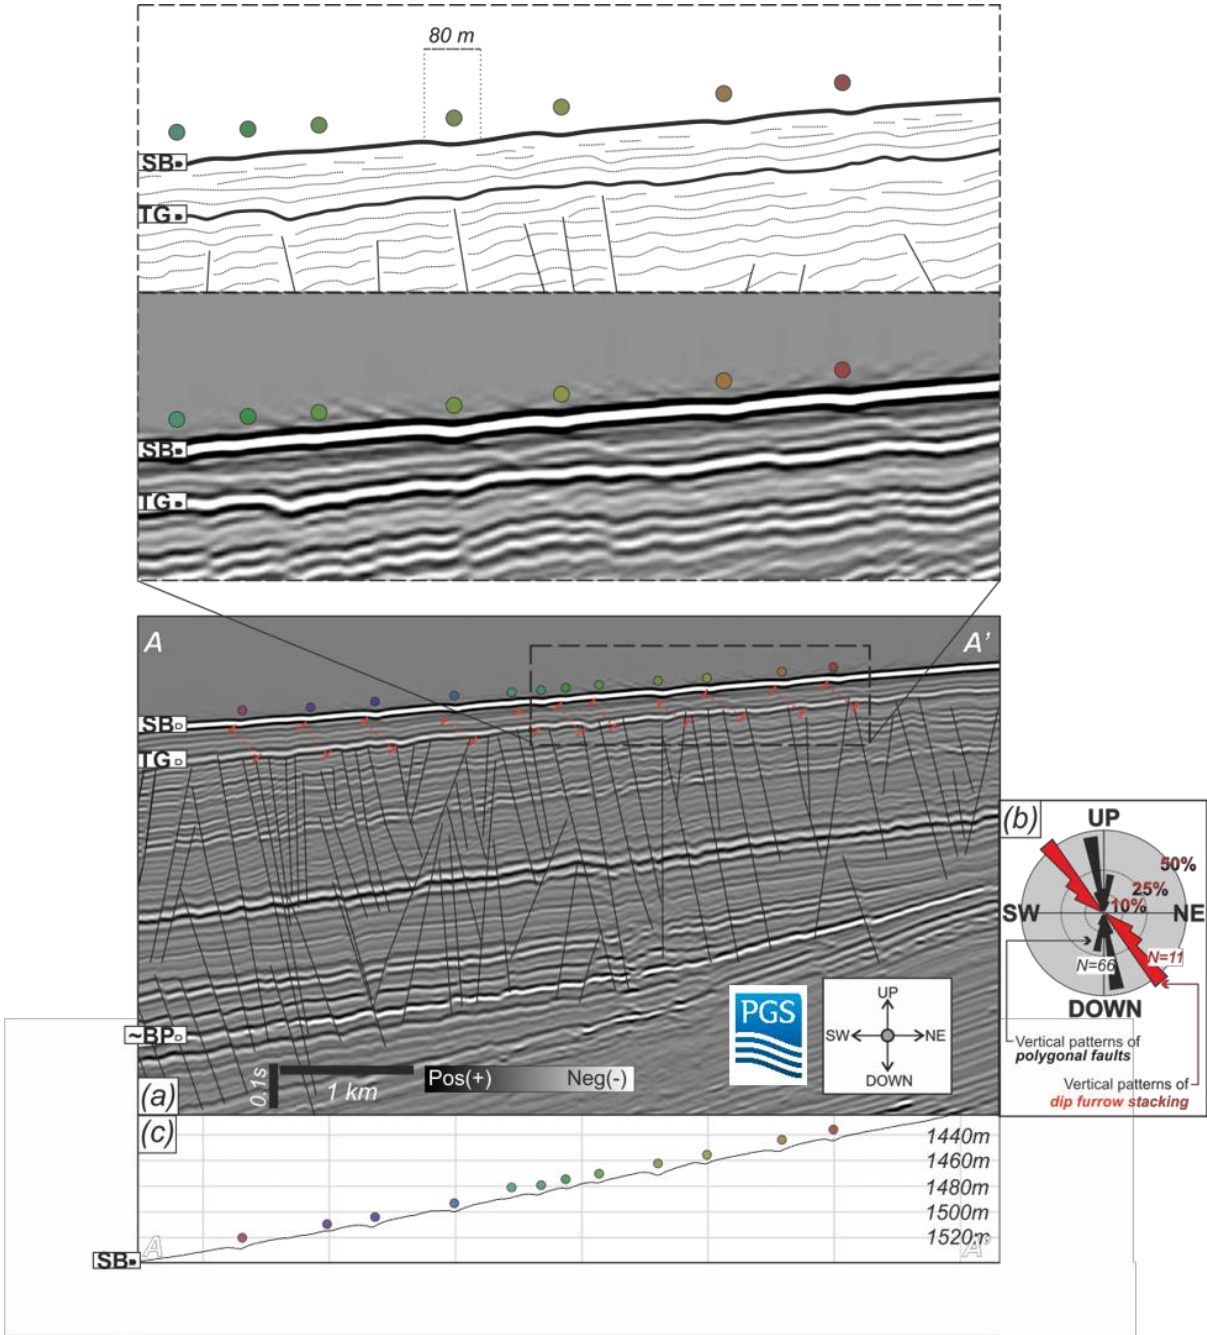 80 m
SB
TG
SB
TG
A A'
SB
TG
~BP
(a)
0.1s
1 km
Pos(+) Neg(-)
PGS
UP
SW NE
DOWN
(b)
UP
50%
25%
10%
SW NE
N=66
N=11
DOWN
Vertical patterns of
polygonal faults
Vertical patterns of
dip furrow stacking
(c)
1440m
1460m
1480m
1500m
1520m
A A'
SB